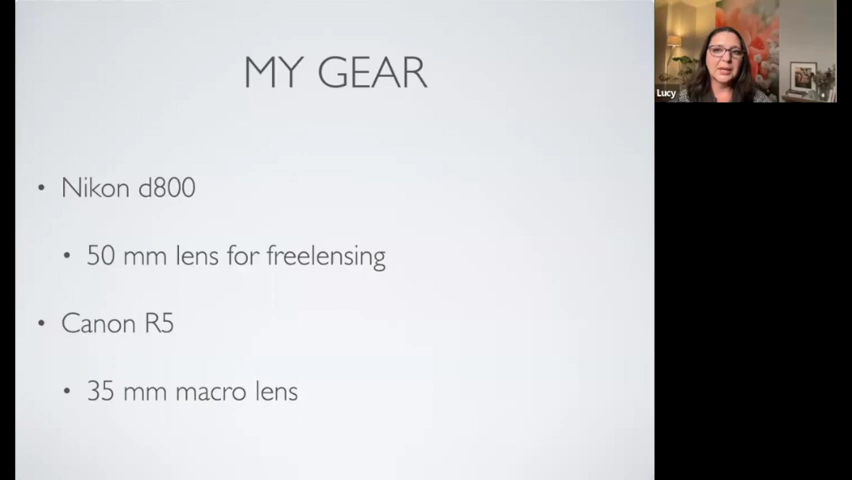 MY GEAR
• Nikon d800
• 50 mm lens for freelensing
• Canon R5
• 35 mm macro lens
Lucy